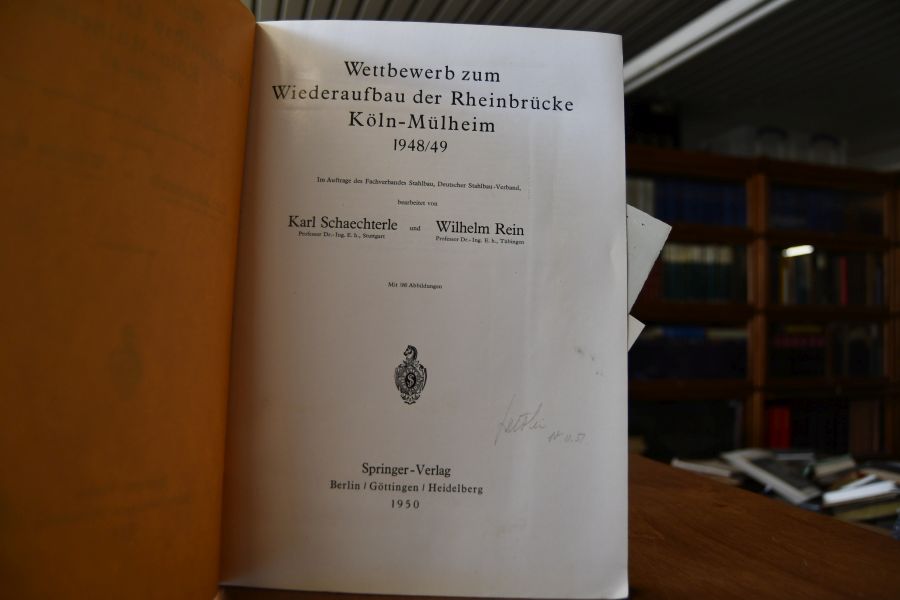 Wettbewerb zum
Wiederaufbau der Rheinbrücke
Köln-Mülheim
1948/49
Im Auftrage des Fachverbandes Stahlbau, Deutscher Stahlbau-Verband,
bearbeitet von
Karl Schaechterle und Wilhelm Rein
Professor Dr.-Ing. E. h., Stuttgart Professor Dr.-Ing. E. h., Tübingen
Mit Abbildungen
Springer-Verlag
Berlin / Göttingen / Heidelberg
1950